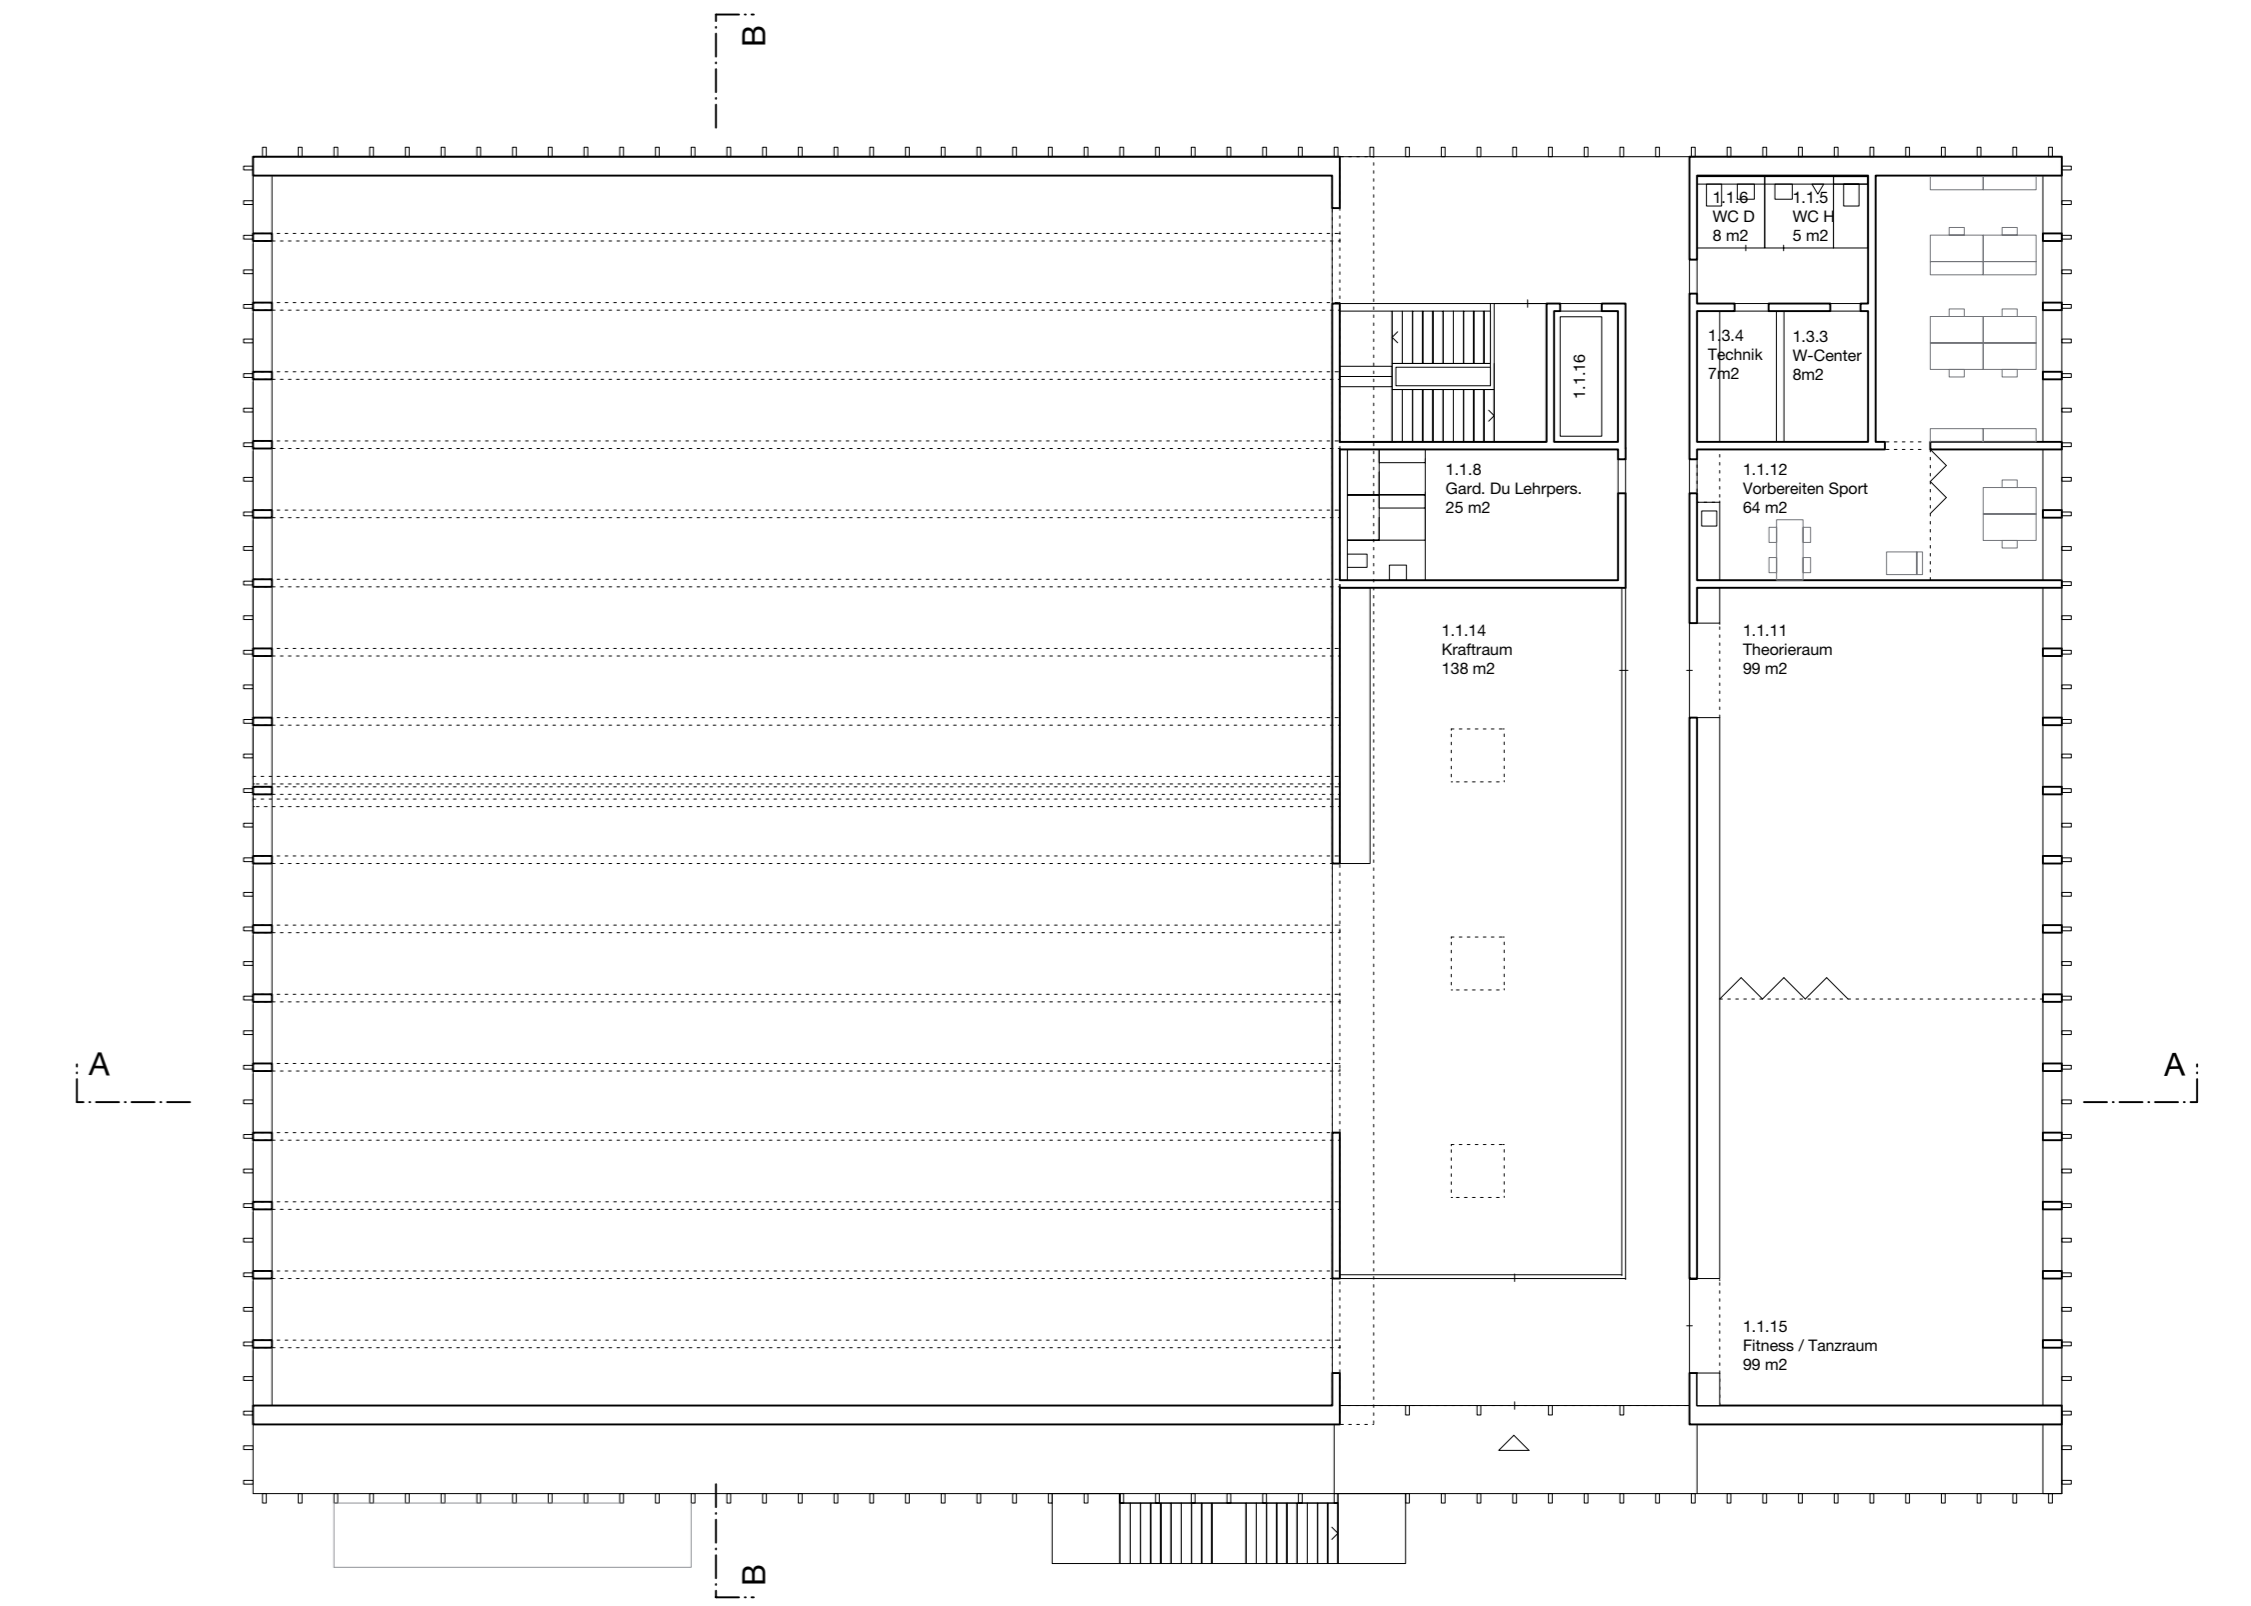 B
1.1.6
WC D
8 m2
1.1.5
WC H
5 m2
1.3.4
Technik
7m2
1.3.3
W-Center
8m2
1.1.16
1.1.8
Gard. Du Lehrpers.
25 m2
1.1.12
Vorbereiten Sport
64 m2
1.1.14
Kraftraum
138 m2
1.1.11
Theorieraum
99 m2
A
A
1.1.15
Fitness / Tanzraum
99 m2
B